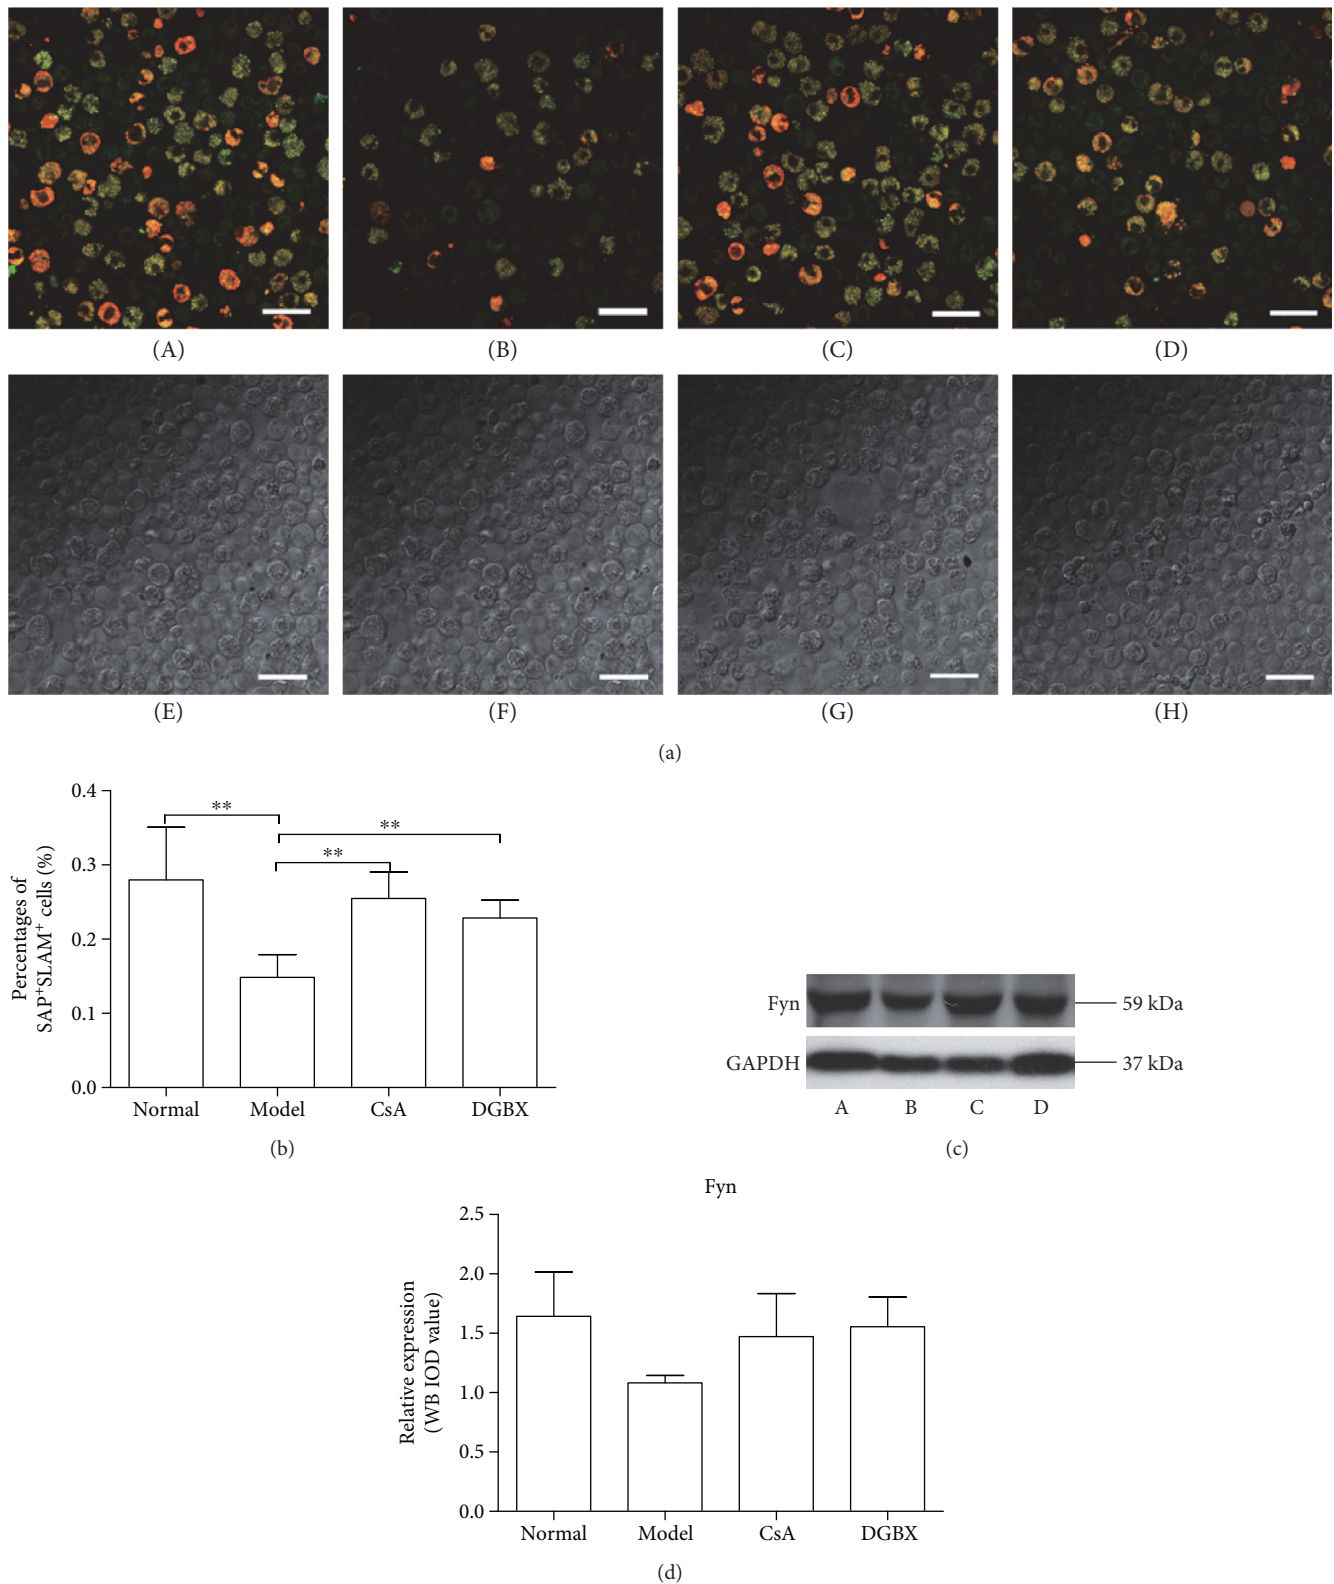 (A) (B) (C) (D)
(E) (F) (G) (H)
(a)
0.4
0.3
0.2
0.1
0.0
Percentages of
SAP⁺SLAM⁺ cells (%)
**
**
**
Normal Model CsA DGBX
(b)
Fyn 59 kDa
GAPDH 37 kDa
A B C D
(c)
Fyn
2.5
2.0
1.5
1.0
0.5
0.0
Relative expression
(WB IOD value)
Normal Model CsA DGBX
(d)